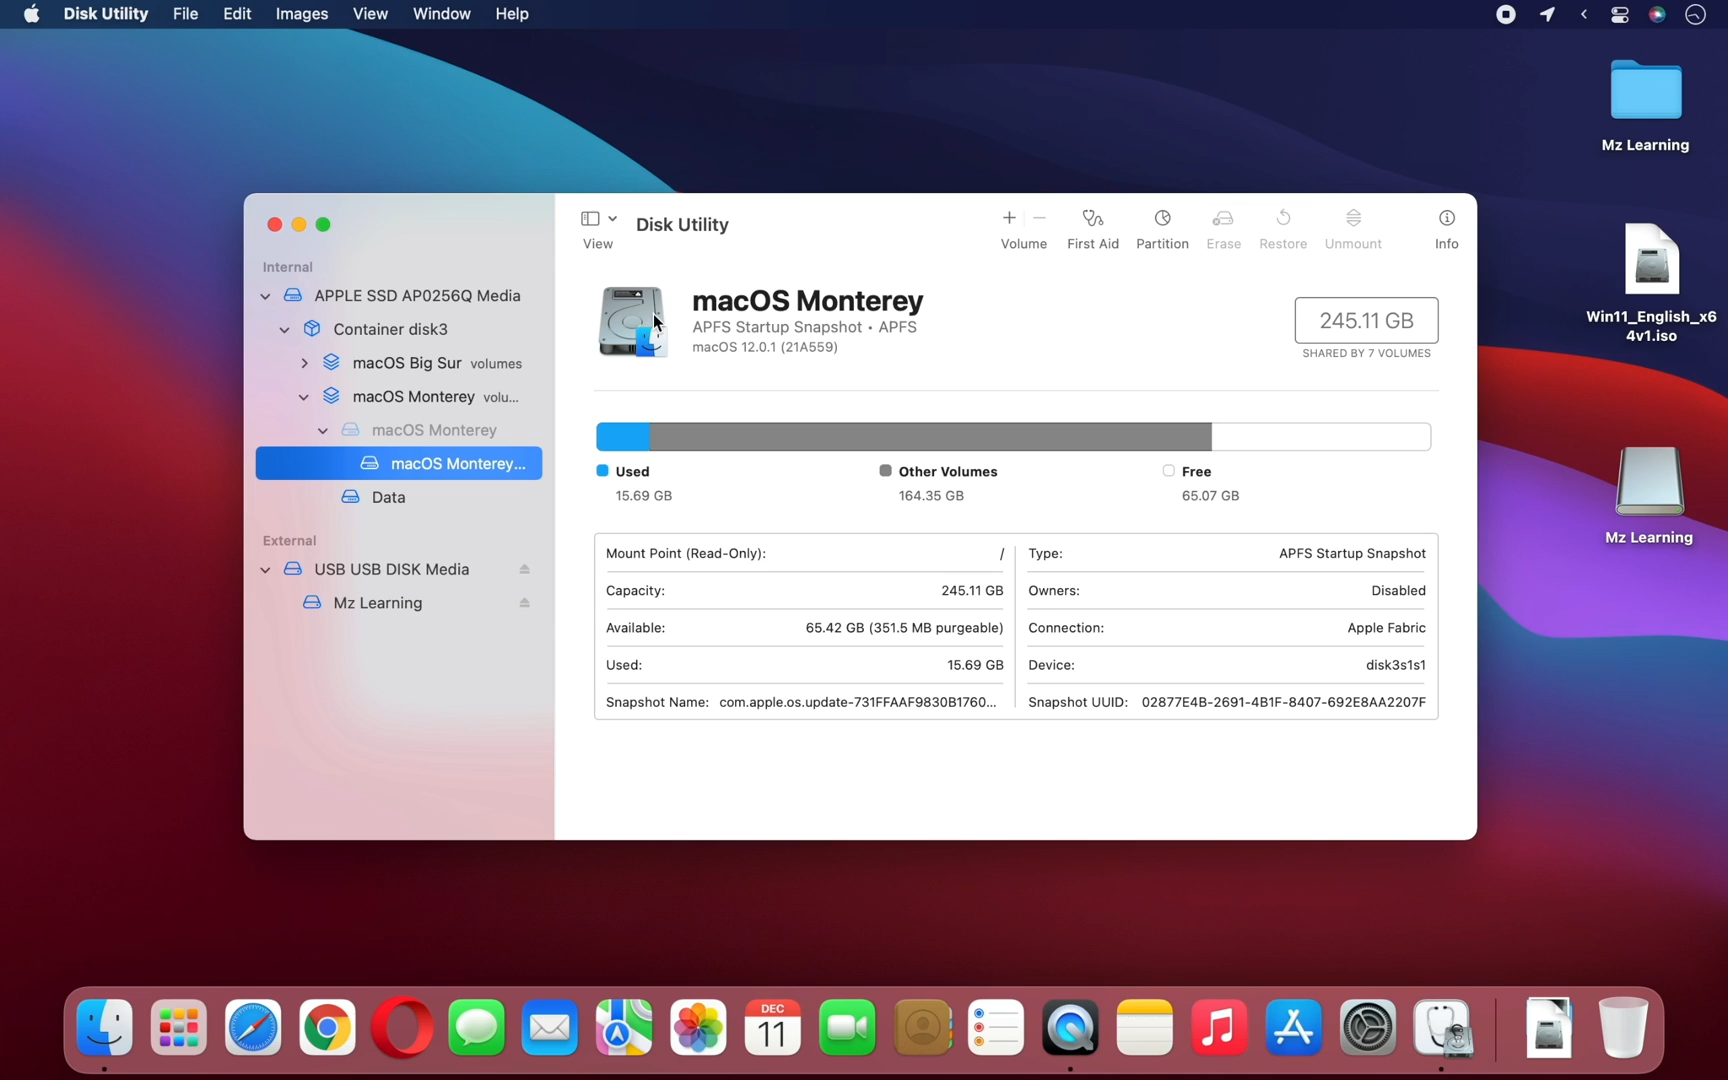 Disk Utility File Edit Images View Window Help
Mz Learning
Win11_English_x6
4v1.iso
Mz Learning
Internal
APPLE SSD AP0256Q Media
Container disk3
macOS Big Sur volumes
macOS Monterey volu...
macOS Monterey
macOS Monterey...
Data
External
USB USB DISK Media
Mz Learning
View
Disk Utility
Volume First Aid Partition Erase Restore Unmount Info
macOS Monterey
APFS Startup Snapshot • APFS
macOS 12.0.1 (21A559)
245.11 GB
SHARED BY 7 VOLUMES
Used
15.69 GB
Other Volumes
164.35 GB
Free
65.07 GB
Mount Point (Read-Only): /
Capacity: 245.11 GB
Available: 65.42 GB (351.5 MB purgeable)
Used: 15.69 GB
Snapshot Name: com.apple.os.update-731FFAAF9830B1760...
Type: APFS Startup Snapshot
Owners: Disabled
Connection: Apple Fabric
Device: disk3s1s1
Snapshot UUID: 02877E4B-2691-4B1F-8407-692E8AA2207F
DEC
11